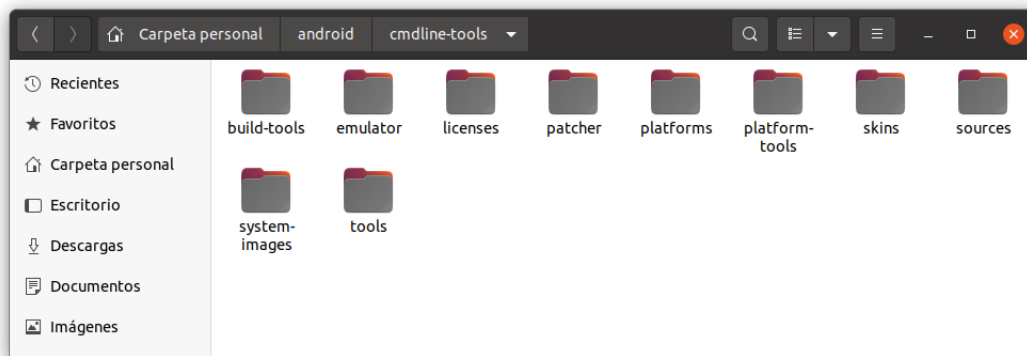 Carpeta personal android cmdline-tools
Recientes
Favoritos
Carpeta personal
Escritorio
Descargas
Documentos
Imágenes
build-tools emulator licenses patcher platforms platform- skins sources
tools
system- tools
images